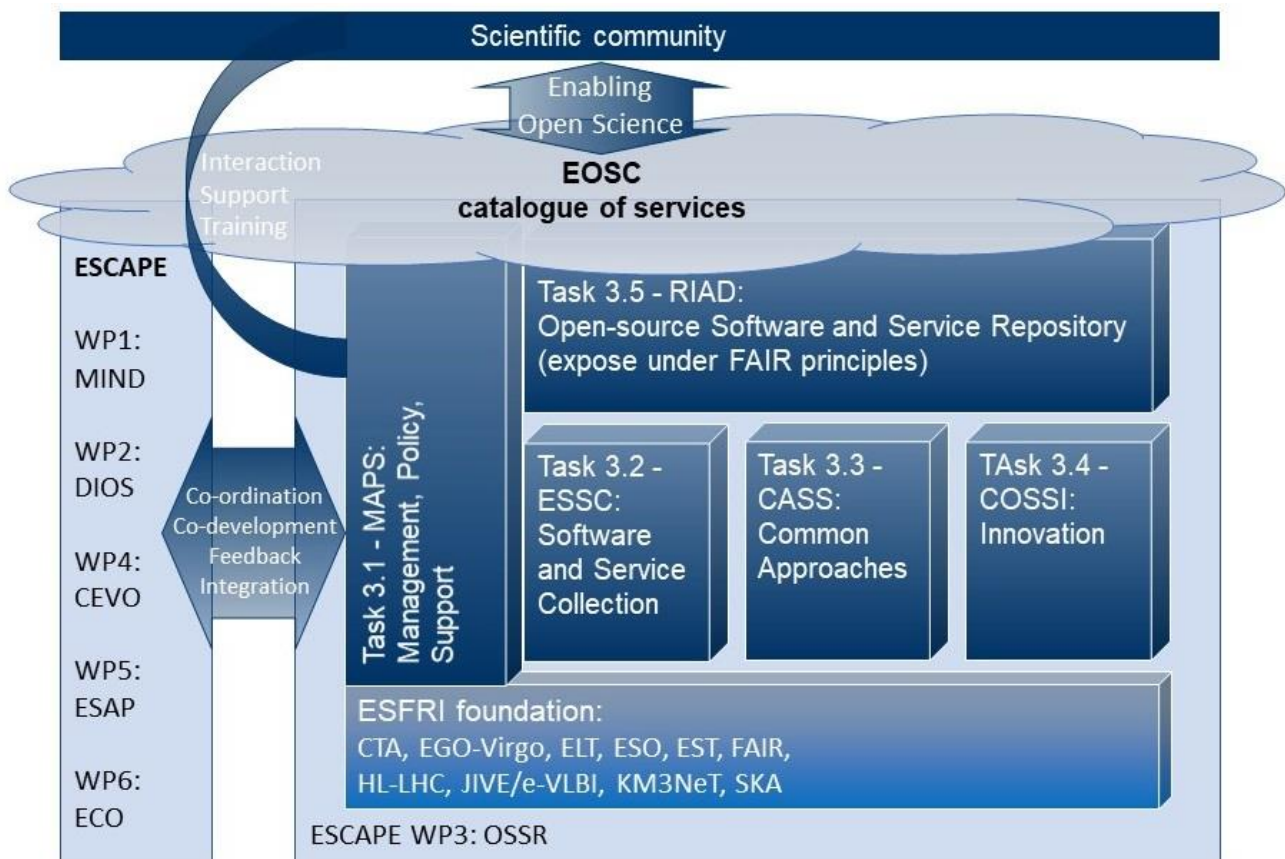 Scientific community
Enabling
Open Science
EOSC
catalogue of services
Interaction
Support
Training
ESCAPE
WP1:
MIND
WP2:
DIOS
WP4:
CEVO
WP5:
ESAP
WP6:
ECO
Co-ordination
Co-development
Feedback
Integration
Task 3.1 - MAPS:
Management, Policy,
Support
Task 3.5 - RIAD:
Open-source Software and Service Repository
(expose under FAIR principles)
Task 3.2 -
ESSC:
Software
and Service
Collection
Task 3.3 -
CASS:
Common
Approaches
TAsk 3.4 -
COSSI:
Innovation
ESFRI foundation:
CTA, EGO-Virgo, ELT, ESO, EST, FAIR,
HL-LHC, JIVE/e-VLBI, KM3NeT, SKA
ESCAPE WP3: OSSR